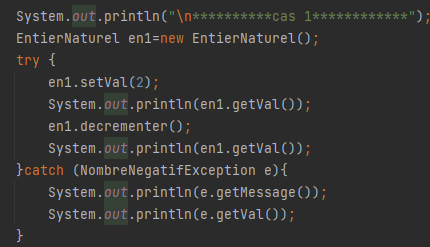 System.out.println("\n**********cas 1************");
EntierNaturel en1=new EntierNaturel();
try {
en1.setVal(2);
System.out.println(en1.getVal());
en1.decrementer();
System.out.println(en1.getVal());
}catch (NombreNegatifException e){
System.out.println(e.getMessage());
System.out.println(e.getVal());
}